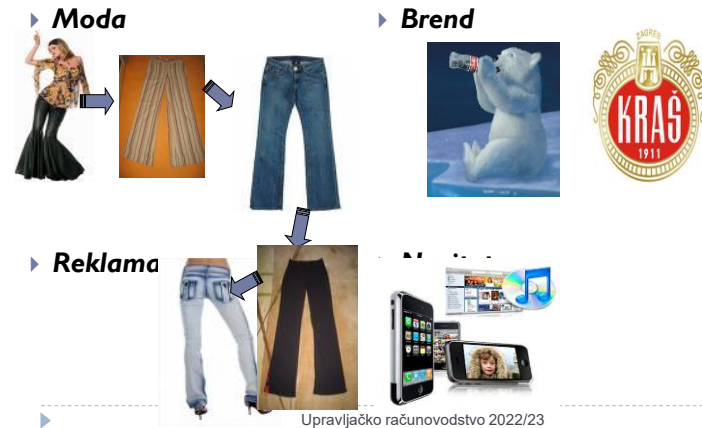 Moda
Brend
ZAGREB
KRAŠ
1911
Reklama
Upravljačko računovodstvo 2022/23